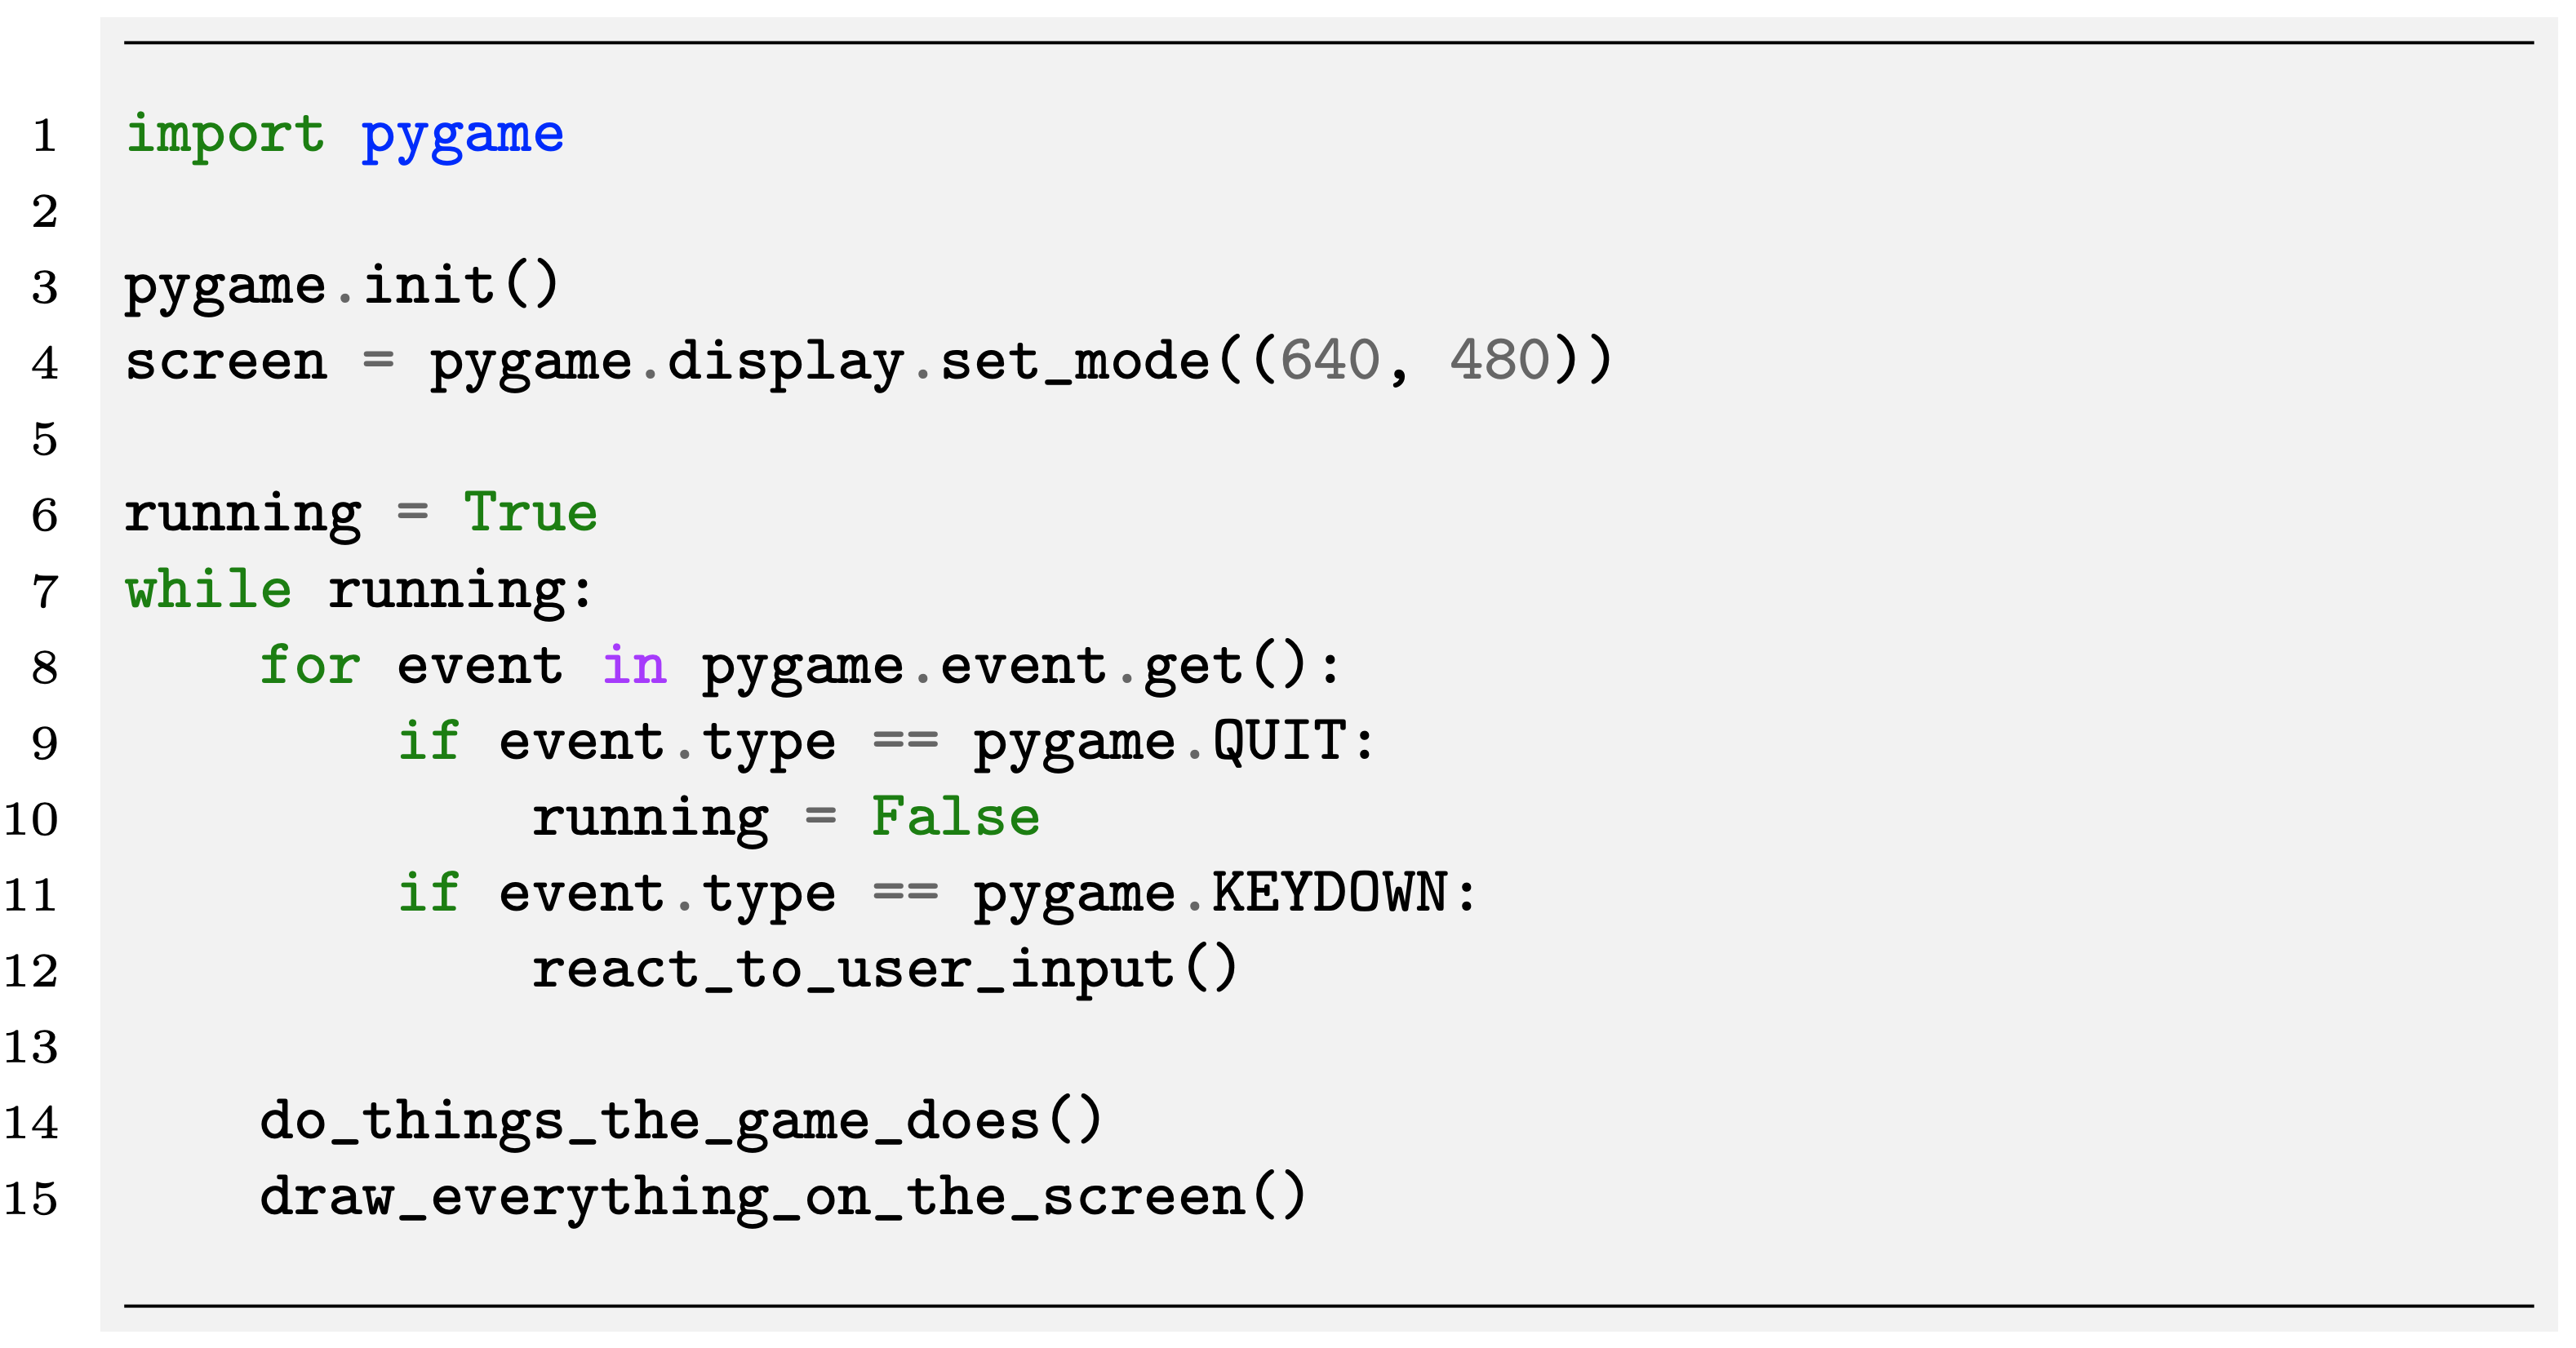 1 import pygame
2
3 pygame.init()
4 screen = pygame.display.set_mode((640, 480))
5
6 running = True
7 while running:
8     for event in pygame.event.get():
9         if event.type == pygame.QUIT:
10             running = False
11         if event.type == pygame.KEYDOWN:
12             react_to_user_input()
13
14     do_things_the_game_does()
15     draw_everything_on_the_screen()